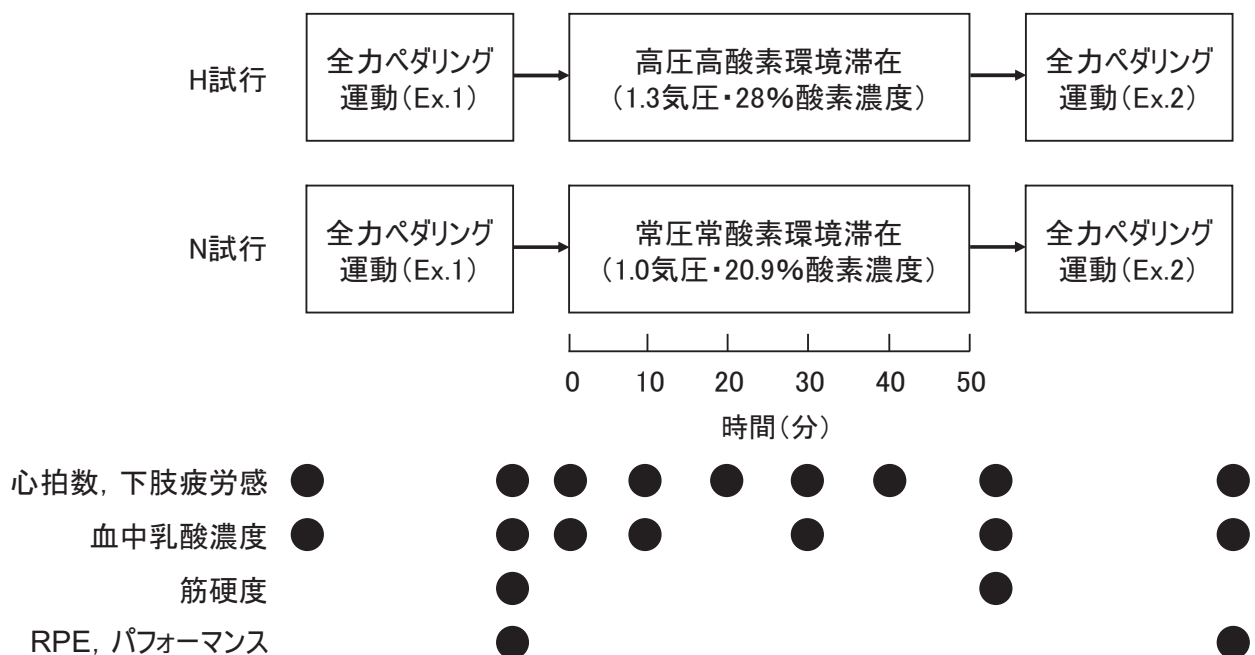 H試行
全力ペダリング
運動(Ex.1)
高圧高酸素環境滞在
(1.3気圧・28%酸素濃度)
全力ペダリング
運動(Ex.2)
N試行
全力ペダリング
運動(Ex.1)
常圧常酸素環境滞在
(1.0気圧・20.9%酸素濃度)
全力ペダリング
運動(Ex.2)
0 10 20 30 40 50
時間(分)
心拍数, 下肢疲労感
血中乳酸濃度
筋硬度
RPE, パフォーマンス